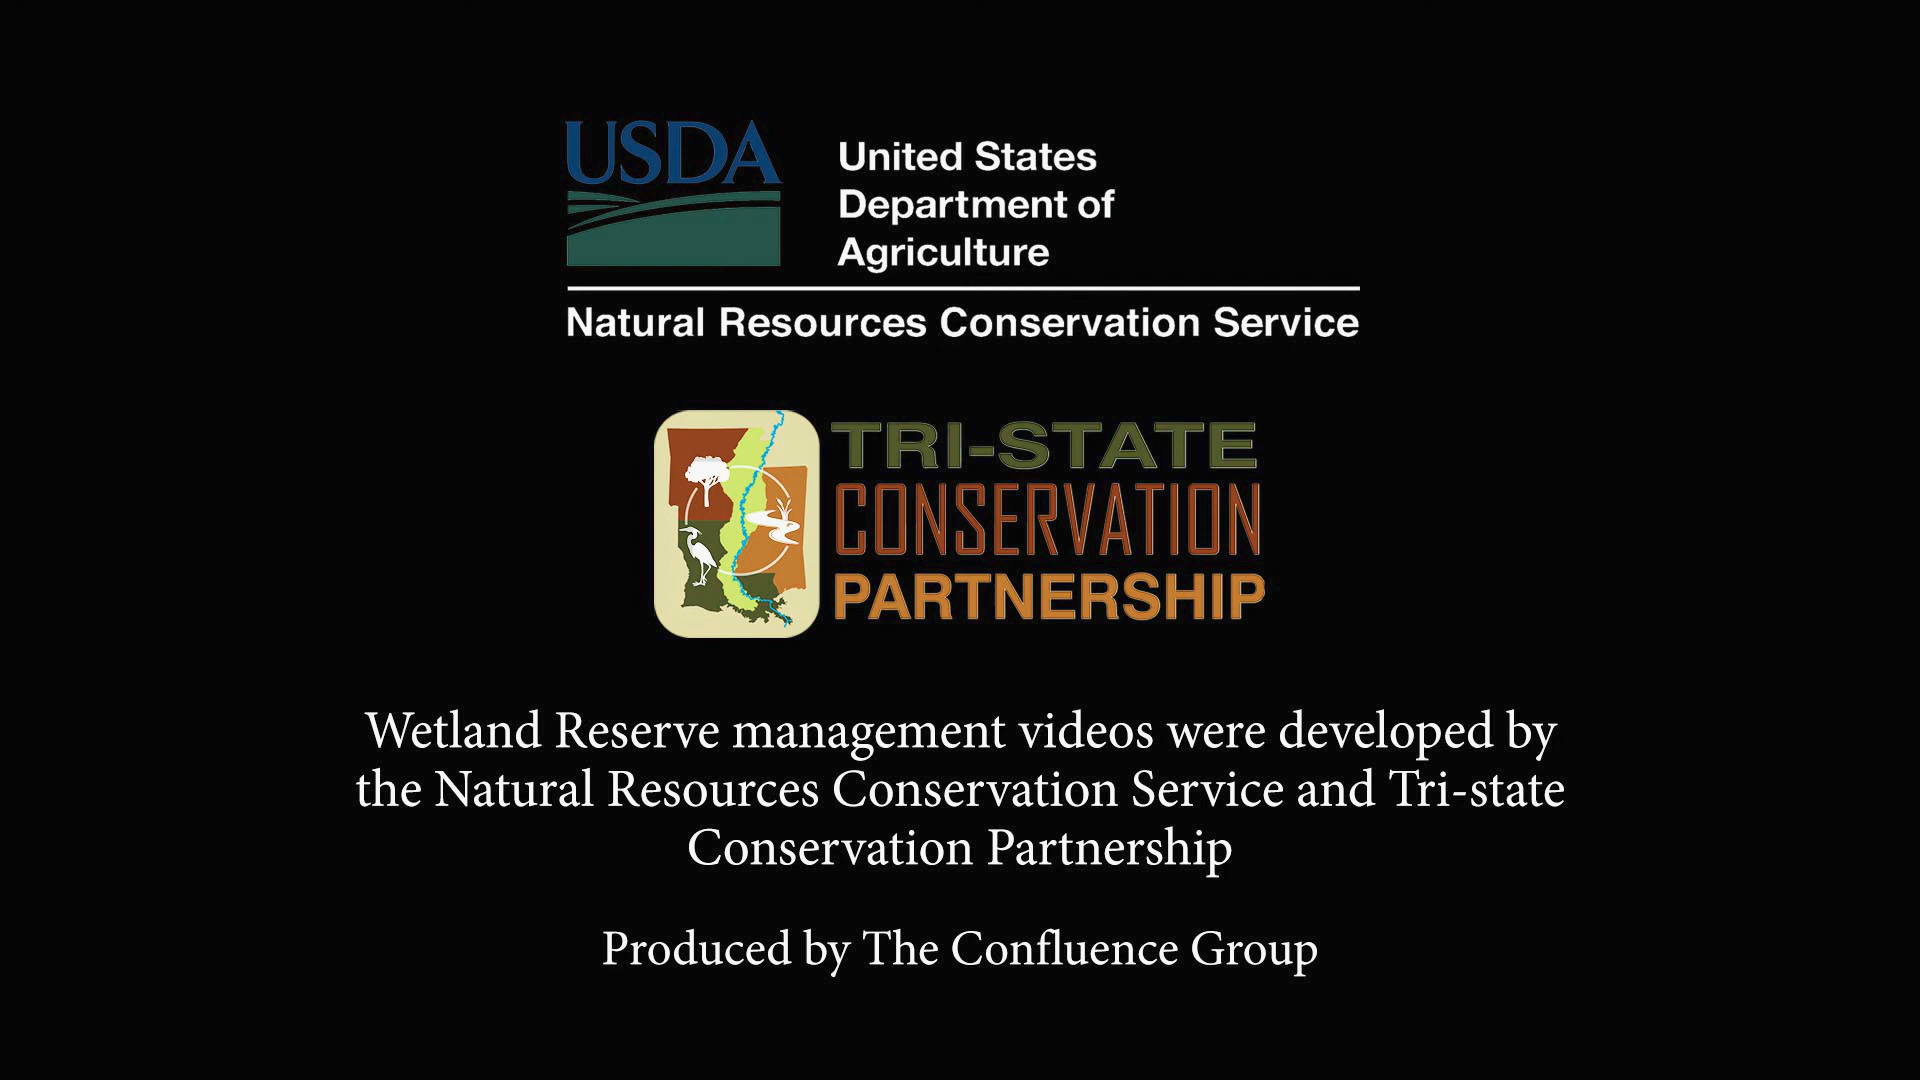 USDA
United States
Department of
Agriculture
Natural Resources Conservation Service
TRI-STATE
CONSERVATION
PARTNERSHIP
Wetland Reserve management videos were developed by
the Natural Resources Conservation Service and Tri-state
Conservation Partnership
Produced by The Confluence Group